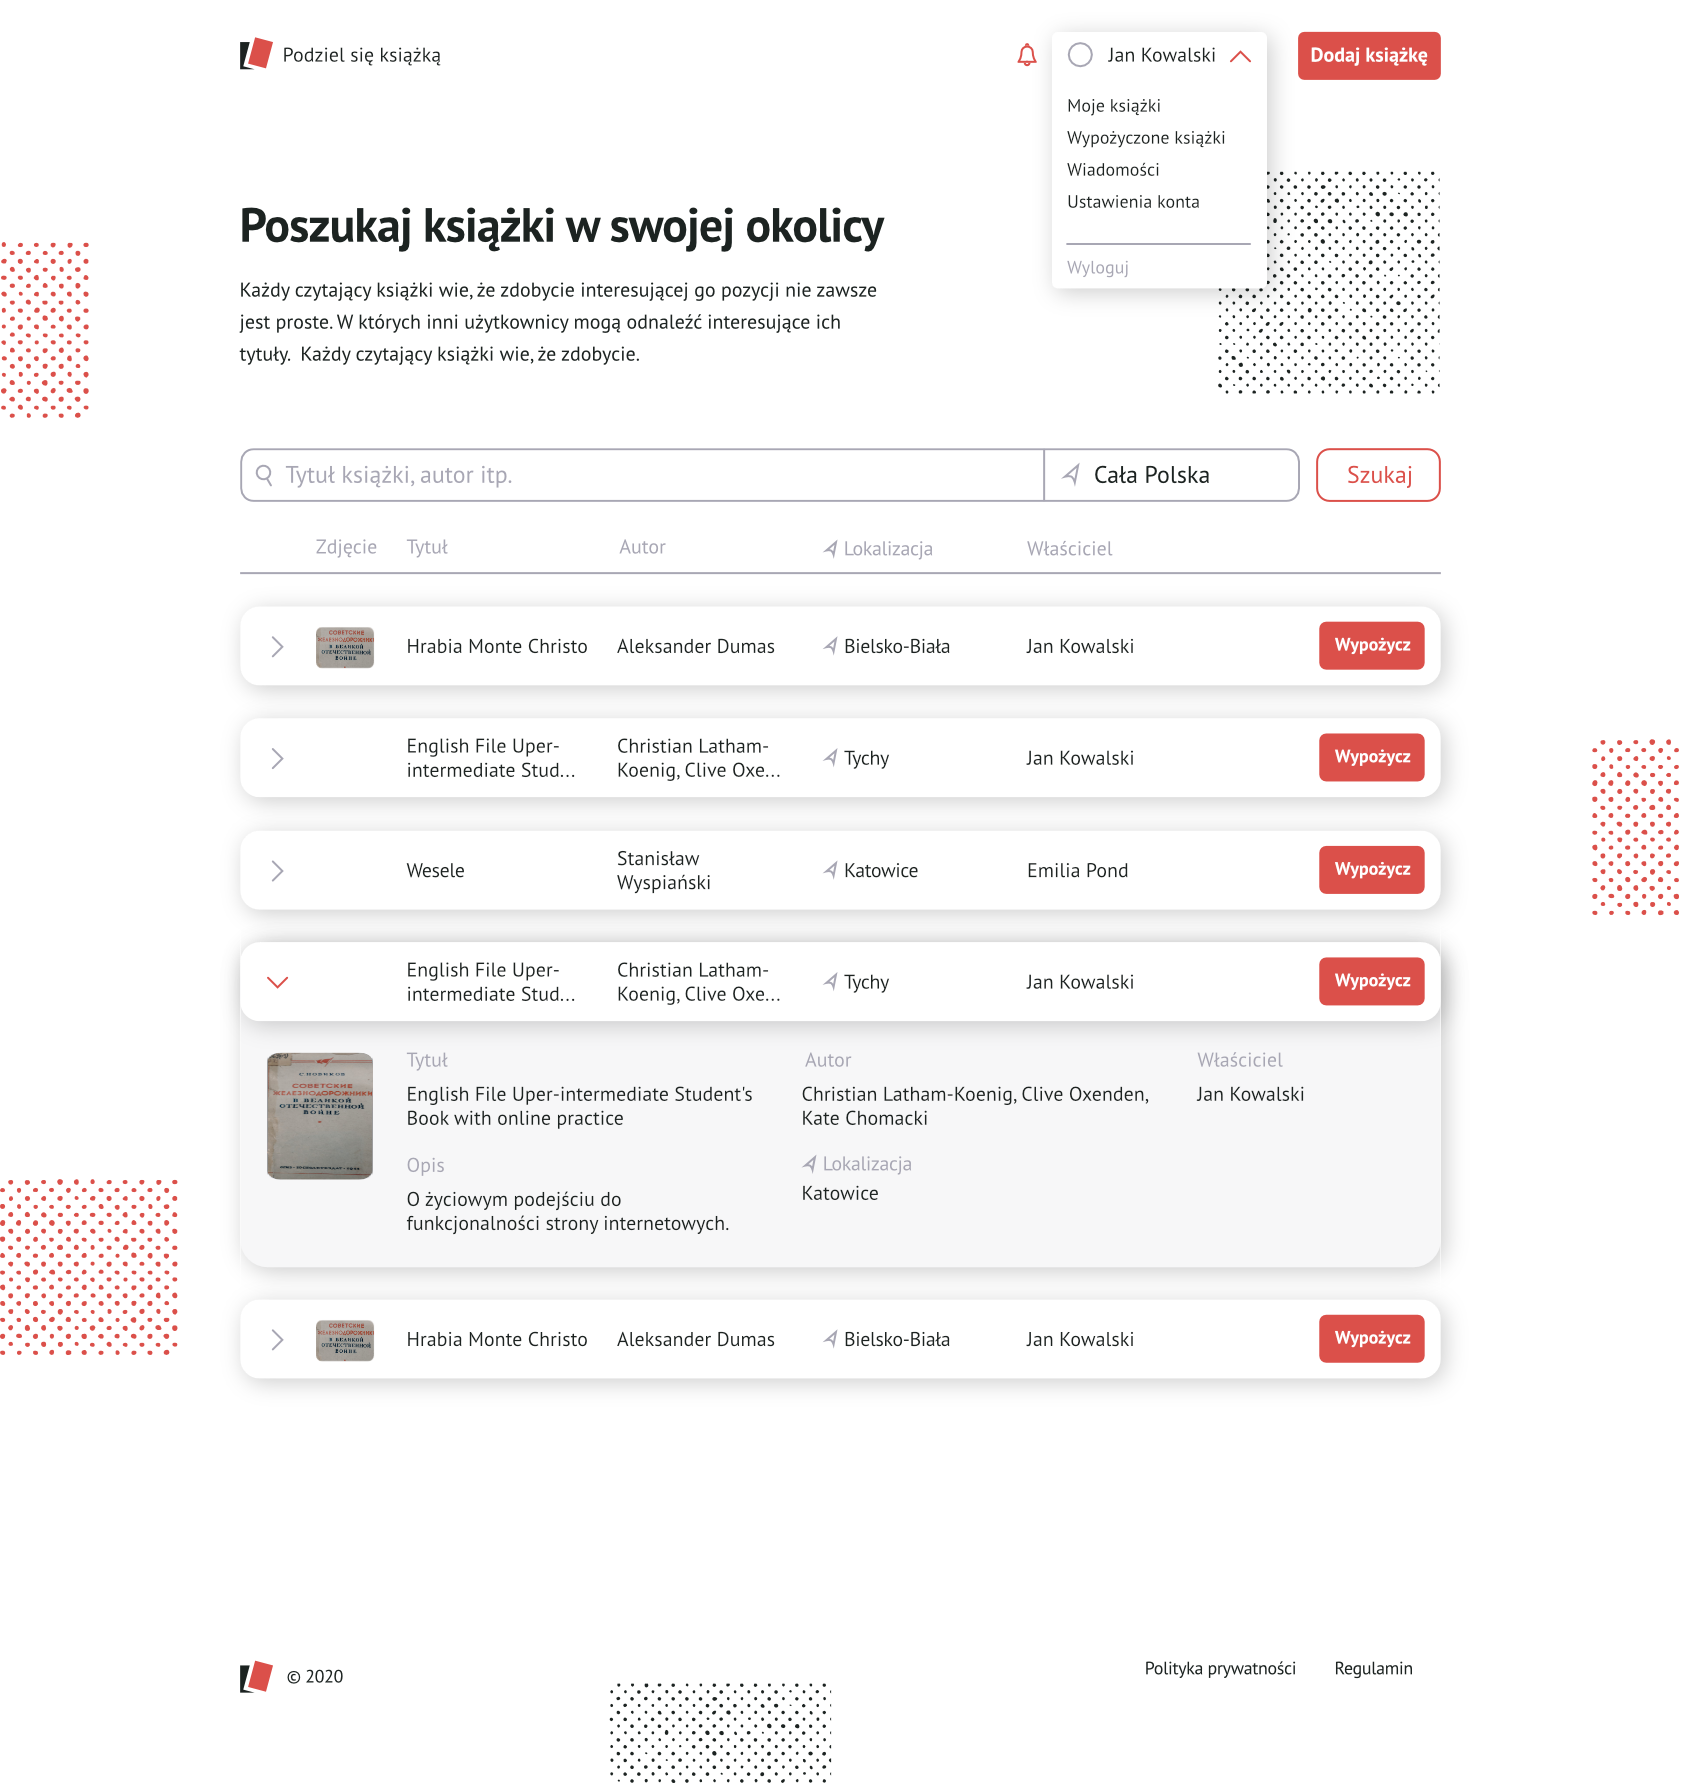 Podziel się książką
Jan Kowalski
Dodaj książkę
Moje książki
Wypożyczone książki
Wiadomości
Ustawienia konta
Wyloguj
Poszukaj książki w swojej okolicy
Każdy czytający książki wie, że zdobycie interesującej go pozycji nie zawsze
jest proste. W których inni użytkownicy mogą odnaleźć interesujące ich
tytuły. Każdy czytający książki wie, że zdobycie.
Tytuł książki, autor itp.
Cała Polska
Szukaj
Zdjęcie Tytuł Autor Lokalizacja Właściciel
СОВЕТСКИЕ
ЖЕЛЕЗНОДОРОЖНИКИ
В ВЕЛИКОЙ
ОТЕЧЕСТВЕННОЙ
ВОЙНЕ
Hrabia Monte Christo Aleksander Dumas Bielsko-Biała Jan Kowalski Wypożycz
English File Uper-
intermediate Stud...
Christian Latham-
Koenig, Clive Oxe...
Tychy Jan Kowalski Wypożycz
Wesele
Stanisław
Wyspiański
Katowice Emilia Pond Wypożycz
English File Uper-
intermediate Stud...
Christian Latham-
Koenig, Clive Oxe...
Tychy Jan Kowalski Wypożycz
С. НОВИКОВ
СОВЕТСКИЕ
ЖЕЛЕЗНОДОРОЖНИКИ
В ВЕЛИКОЙ
ОТЕЧЕСТВЕННОЙ
ВОЙНЕ
Tytuł
English File Uper-intermediate Student's
Book with online practice
Autor
Christian Latham-Koenig, Clive Oxenden,
Kate Chomacki
Właściciel
Jan Kowalski
Opis
O życiowym podejściu do
funkcjonalności strony internetowych.
Lokalizacja
Katowice
СОВЕТСКИЕ
ЖЕЛЕЗНОДОРОЖНИКИ
В ВЕЛИКОЙ
ОТЕЧЕСТВЕННОЙ
ВОЙНЕ
Hrabia Monte Christo Aleksander Dumas Bielsko-Biała Jan Kowalski Wypożycz
© 2020
Polityka prywatności Regulamin